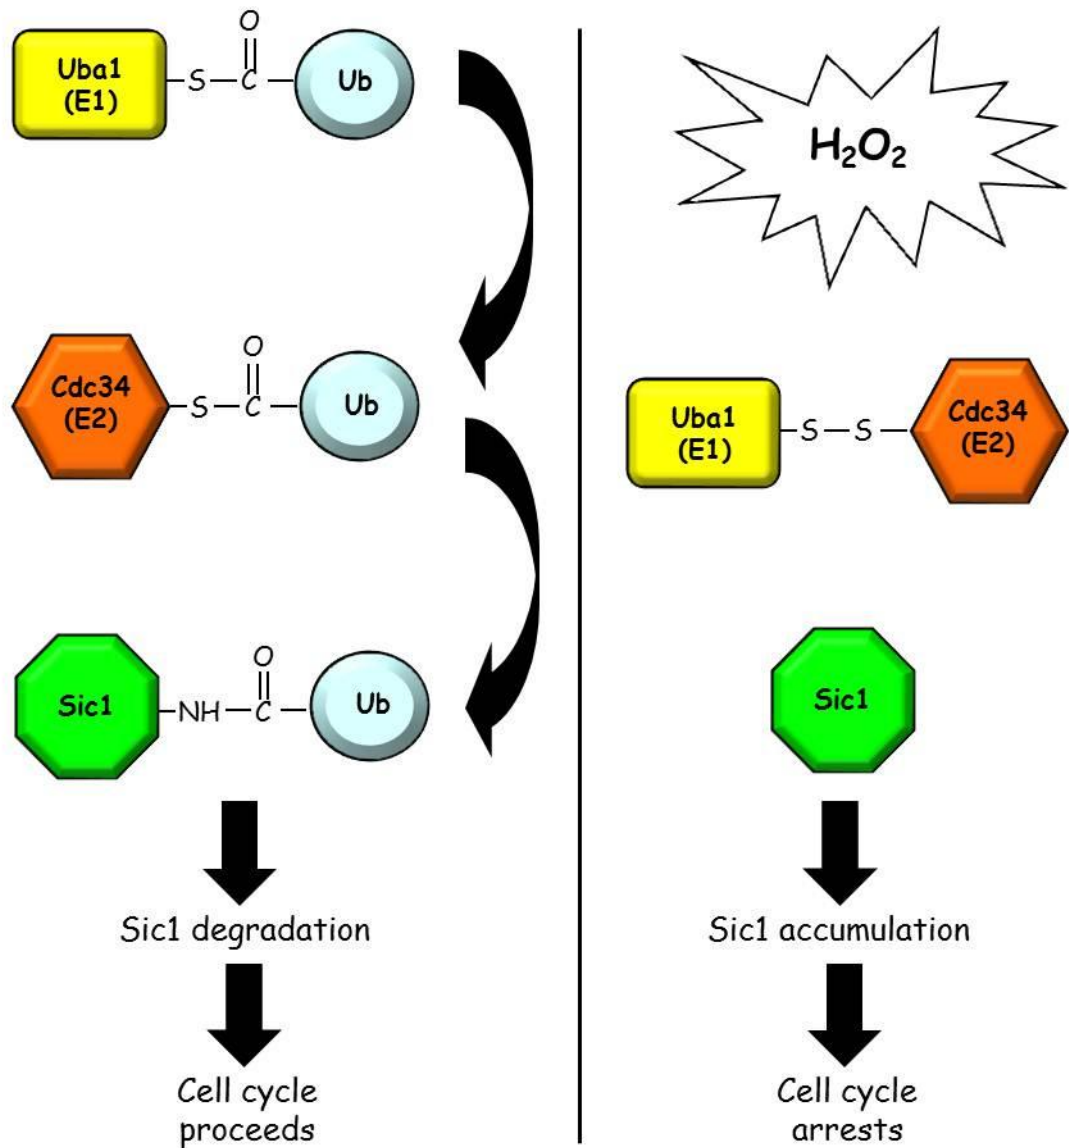 Uba1
(E1)
S
C
O
Ub
Cdc34
(E2)
S
C
O
Ub
Sic1
NH
C
O
Ub
Sic1 degradation
Cell cycle
proceeds
H₂O₂
Uba1
(E1)
S
S
Cdc34
(E2)
Sic1
Sic1 accumulation
Cell cycle
arrests